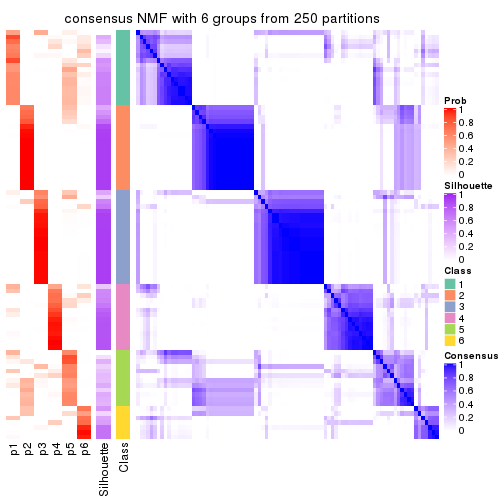 consensus NMF with 6 groups from 250 partitions
Prob
1
0.8
0.6
0.4
0.2
0
Silhouette
1
0.8
0.6
0.4
0.2
0
Class
1
2
3
4
5
6
Consensus
1
0.8
0.6
0.4
0.2
0
p1
p2
p3
p4
p5
p6
Silhouette
Class